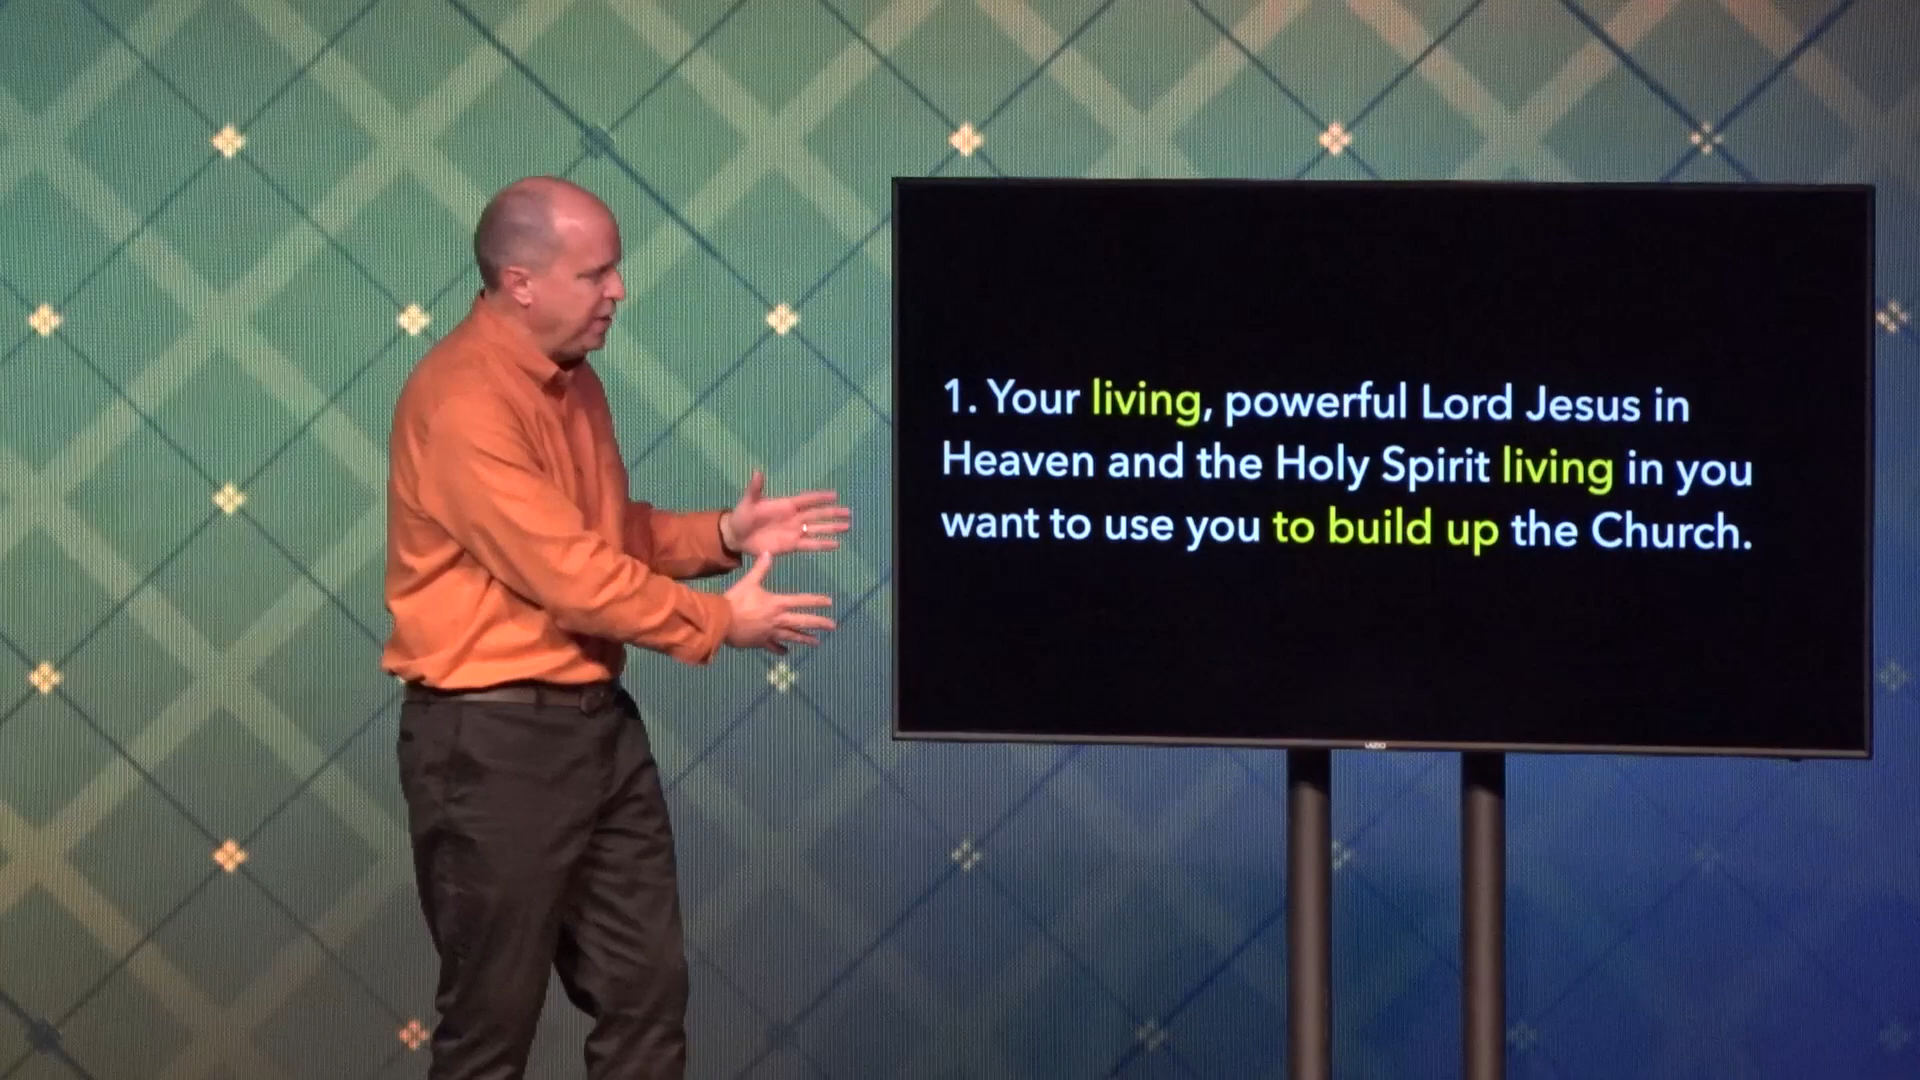 1. Your living, powerful Lord Jesus in
Heaven and the Holy Spirit living in you
want to use you to build up the Church.
VIZIO